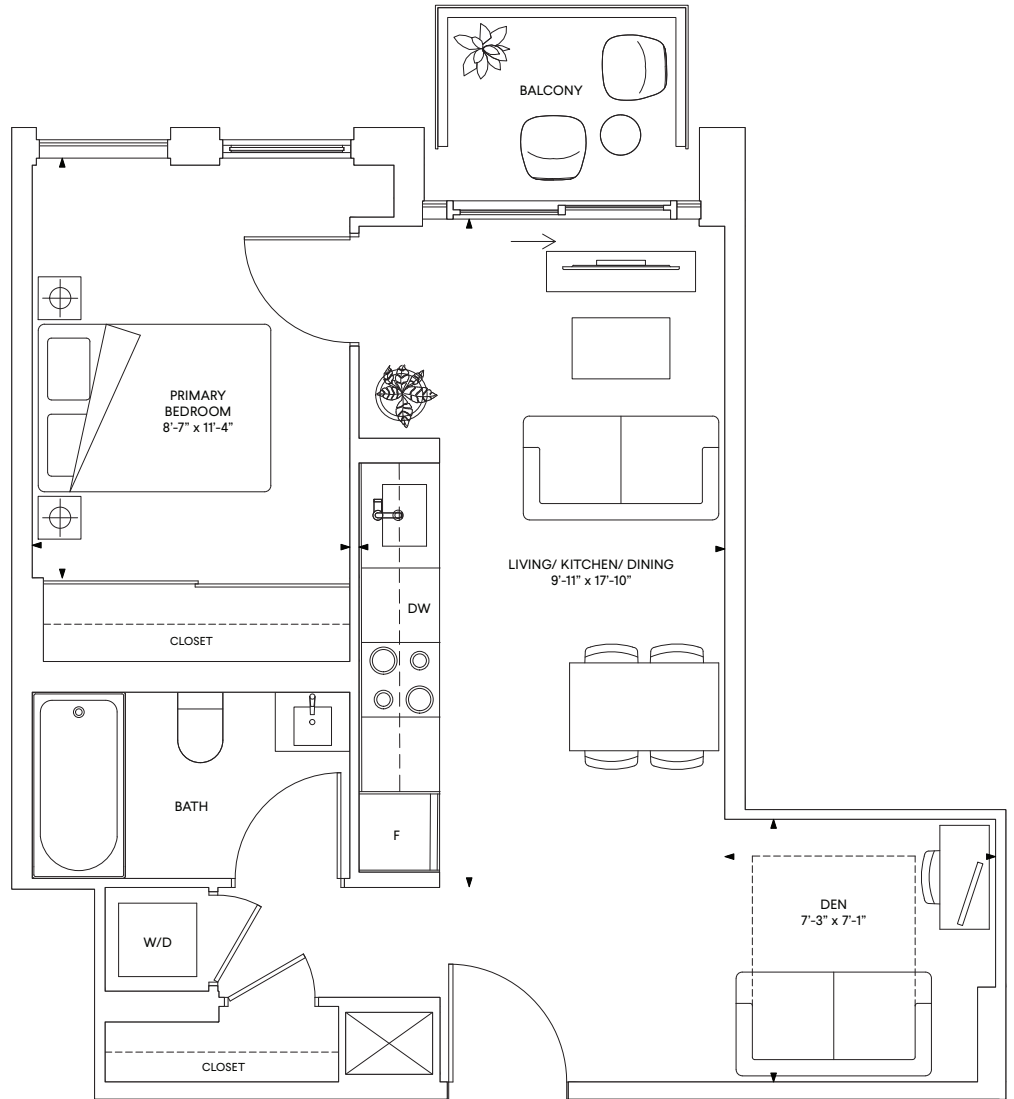 BALCONY
PRIMARY
BEDROOM
8’-7” x 11’-4”
LIVING/ KITCHEN/ DINING
9’-11” x 17’-10”
DW
CLOSET
BATH
F
DEN
7’-3” x 7’-1”
W/D
CLOSET